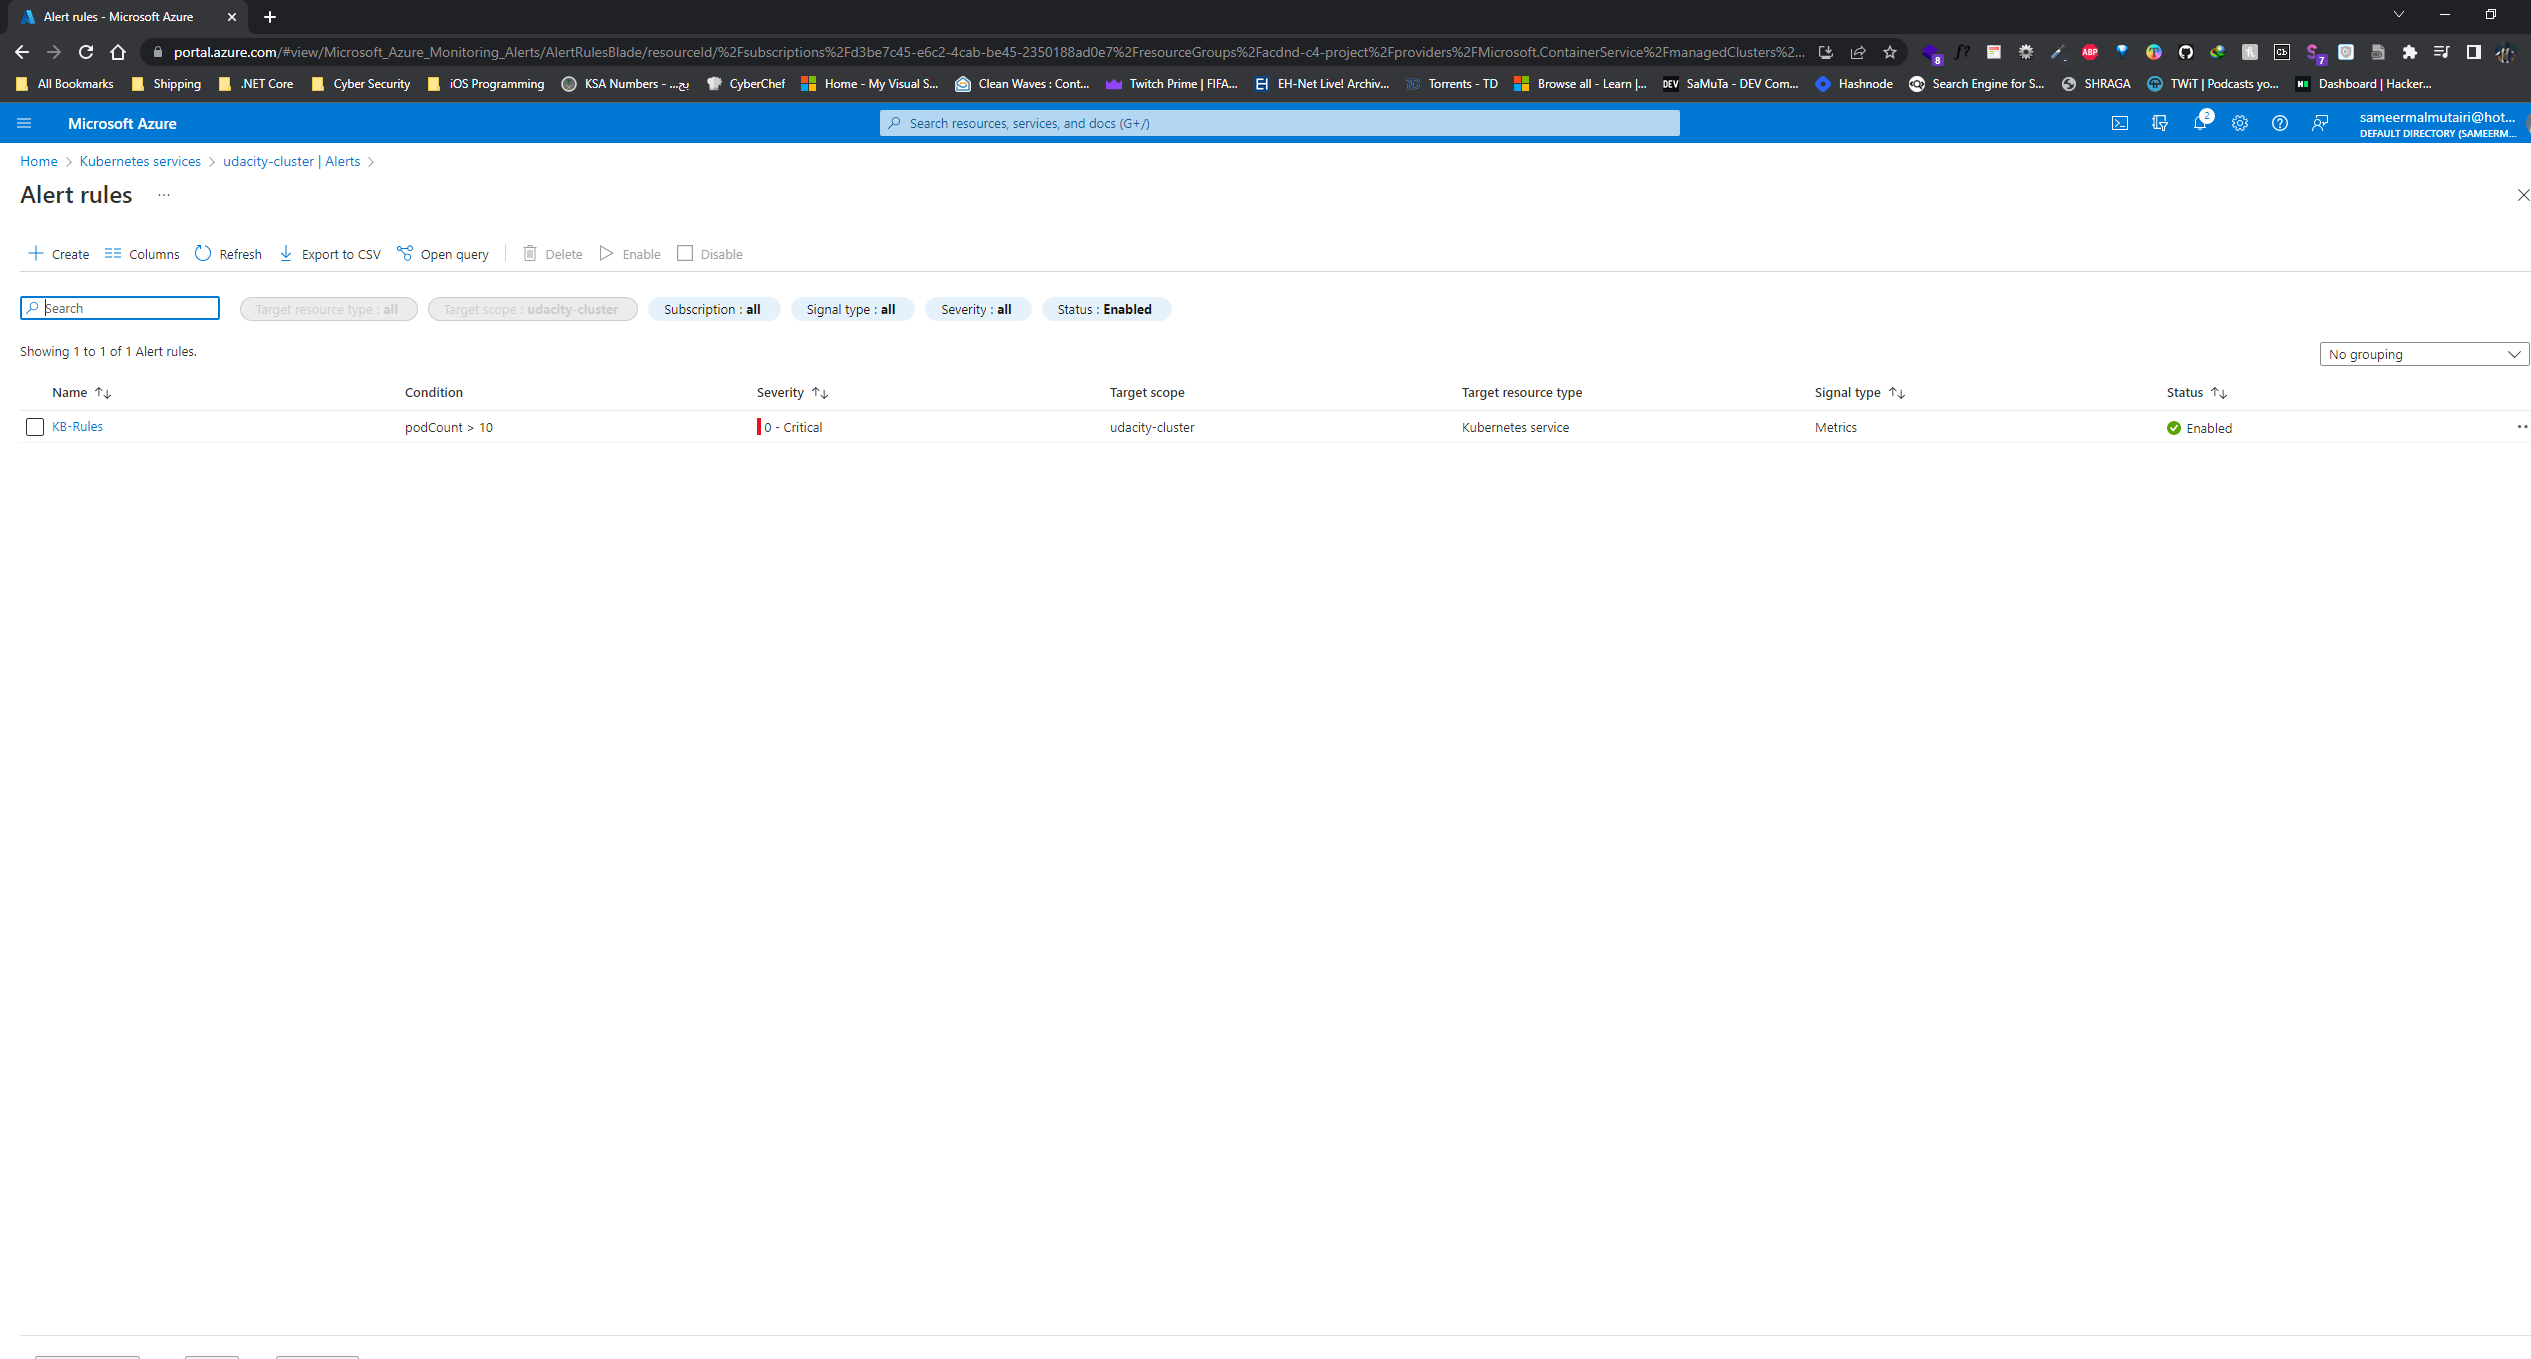 Alert rules - Microsoft Azure
portal.azure.com/#view/Microsoft_Azure_Monitoring_Alerts/AlertRulesBlade/resourceId/%2Fsubscriptions%2Fd3be7c45-e6c2-4cab-be45-2350188ad0e7%2FresourceGroups%2Facdnd-c4-project%2Fproviders%2FMicrosoft.ContainerService%2FmanagedClusters%2... 8 f? ABP Cb S 7
All Bookmarks Shipping .NET Core Cyber Security iOS Programming KSA Numbers - ...يج CyberChef Home - My Visual S... Clean Waves : Cont... Twitch Prime | FIFA... EH-Net Live! Archiv... Torrents - TD Browse all - Learn |... DEV SaMuTa - DEV Com... Hashnode Search Engine for S... SHRAGA TWiT | Podcasts yo... Dashboard | Hacker...
Microsoft Azure Search resources, services, and docs (G+/) 2 sameermalmutairi@hot...
DEFAULT DIRECTORY (SAMEERM...
Home > Kubernetes services > udacity-cluster | Alerts >
Alert rules ...
Create Columns Refresh Export to CSV Open query Delete Enable Disable
Search Target resource type : all Target scope : udacity-cluster Subscription : all Signal type : all Severity : all Status : Enabled
Showing 1 to 1 of 1 Alert rules.
No grouping
Name Condition Severity Target scope Target resource type Signal type Status
KB-Rules podCount > 10 0 - Critical udacity-cluster Kubernetes service Metrics Enabled